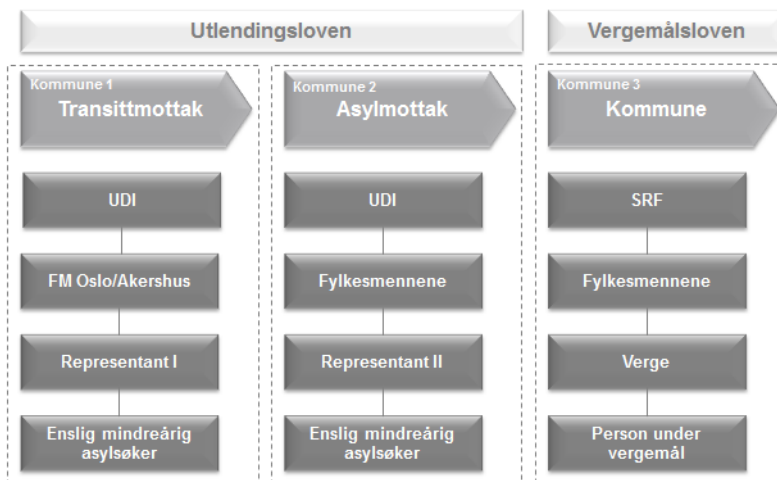 Utlendingsloven
Vergemålsloven
Kommune 1
Transittmottak
UDI
FM Oslo/Akershus
Representant I
Enslig mindreårig
asylsøker
Kommune 2
Asylmottak
UDI
Fylkesmennene
Representant II
Enslig mindreårig
asylsøker
Kommune 3
Kommune
SRF
Fylkesmennene
Verge
Person under
vergemål